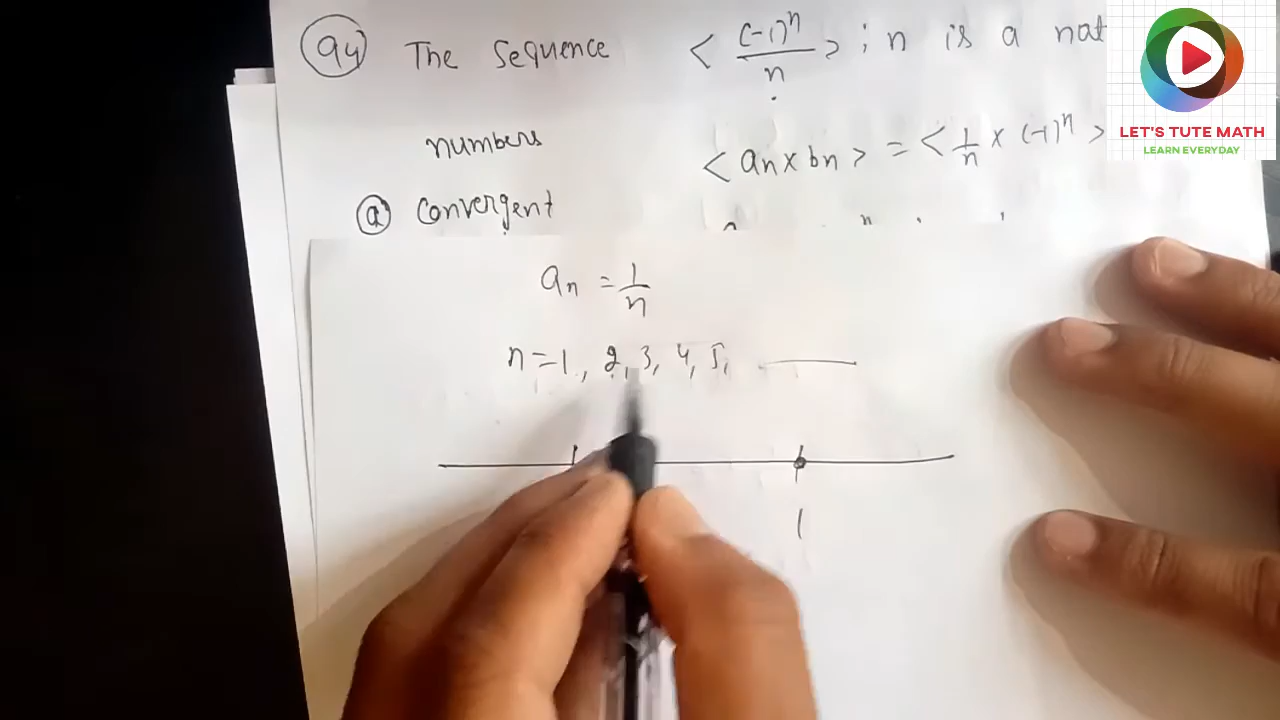 Q4 The Sequence < (-1)^n / n > ; n is a nat
numbers
< an x bn > = < 1/n x (-1)^n >
a Convergent
an = 1/n
n = 1, 2, 3, 4, 5,
1
LET'S TUTE MATH
LEARN EVERYDAY